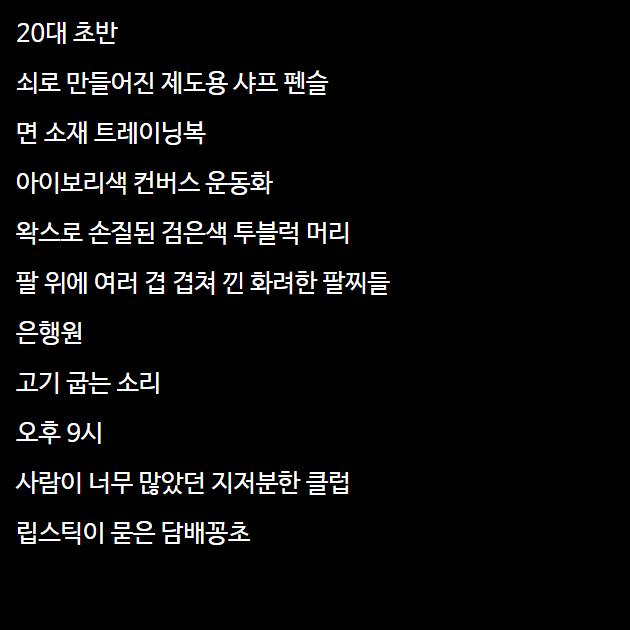 20대 초반
쇠로 만들어진 제도용 샤프 펜슬
면 소재 트레이닝복
아이보리색 컨버스 운동화
왁스로 손질된 검은색 투블럭 머리
팔 위에 여러 겹 겹쳐 낀 화려한 팔찌들
은행원
고기 굽는 소리
오후 9시
사람이 너무 많았던 지저분한 클럽
립스틱이 묻은 담배꽁초